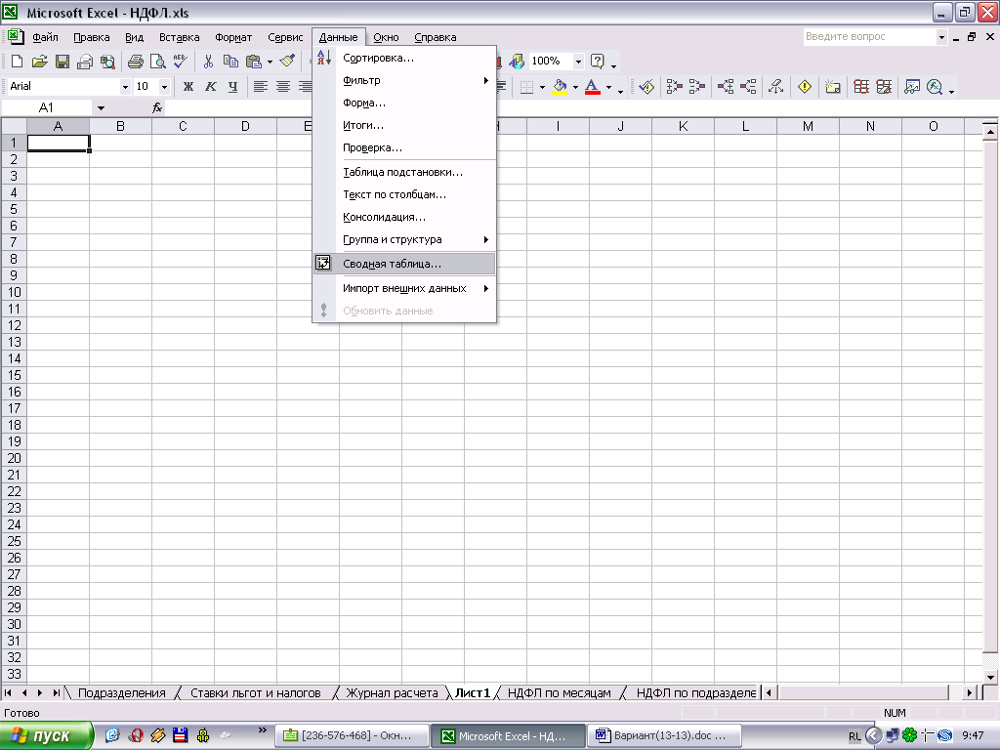 Microsoft Excel - НДФЛ.xls
Файл Правка Вид Вставка Формат Сервис Данные Окно Справка Введите вопрос
100%
Arial 10 Ж К Ч
A1 fx
A B C D E H I J K L M N O
Сортировка...
Фильтр
Форма...
Итоги...
Проверка...
Таблица подстановки...
Текст по столбцам...
Консолидация...
Группа и структура
Сводная таблица...
Импорт внешних данных
Обновить данные
1
2
3
4
5
6
7
8
9
10
11
12
13
14
15
16
17
18
19
20
21
22
23
24
25
26
27
28
29
30
31
32
33
Подразделения Ставки льгот и налогов Журнал расчета Лист1 НДФЛ по месяцам НДФЛ по подразделе
Готово NUM
пуск [236-576-468] - Окн... Microsoft Excel - НД... Вариант(13-13).doc ... RL 9:47